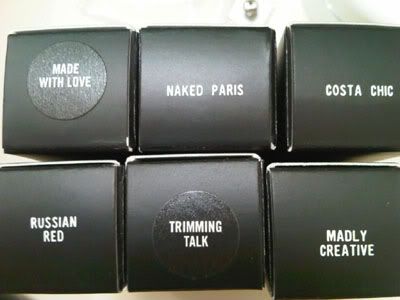 MADE
WITH LOVE
NAKED PARIS
COSTA CHIC
RUSSIAN
RED
TRIMMING
TALK
MADLY
CREATIVE